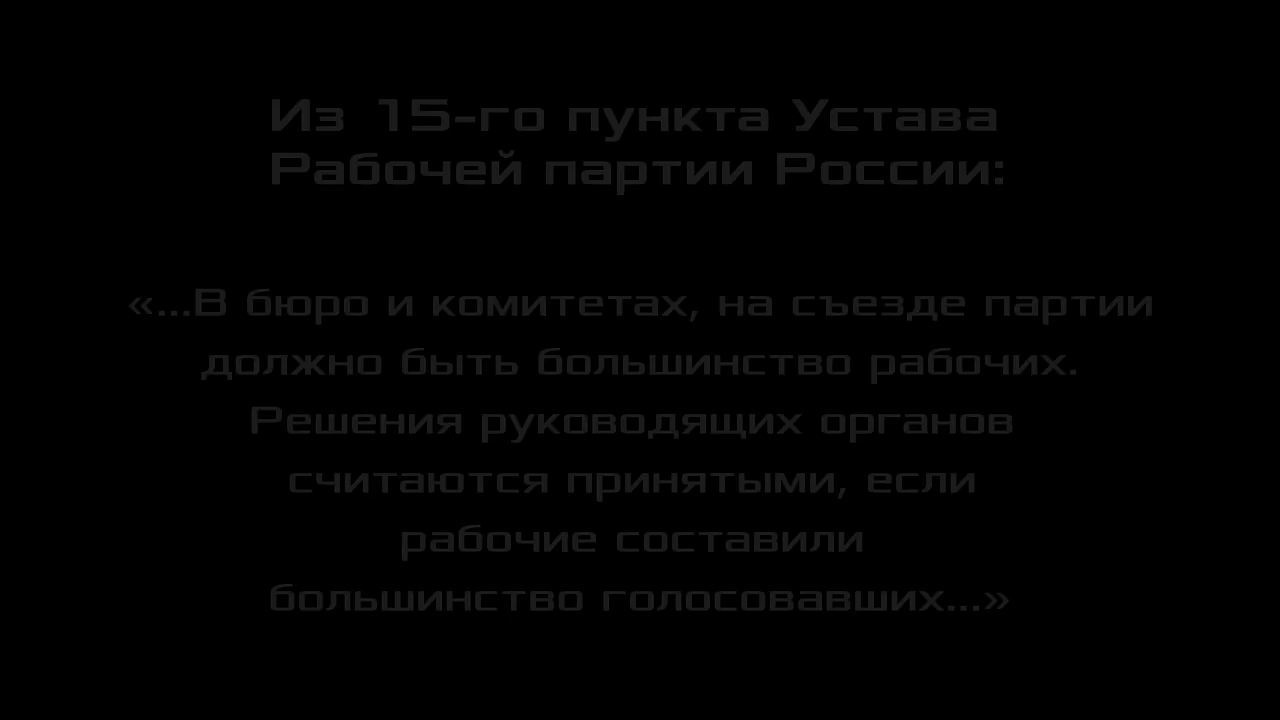 Из 15-го пункта Устава
Рабочей партии России:
«...В бюро и комитетах, на съезде партии
должно быть большинство рабочих.
Решения руководящих органов
считаются принятыми, если
рабочие составили
большинство голосовавших...»